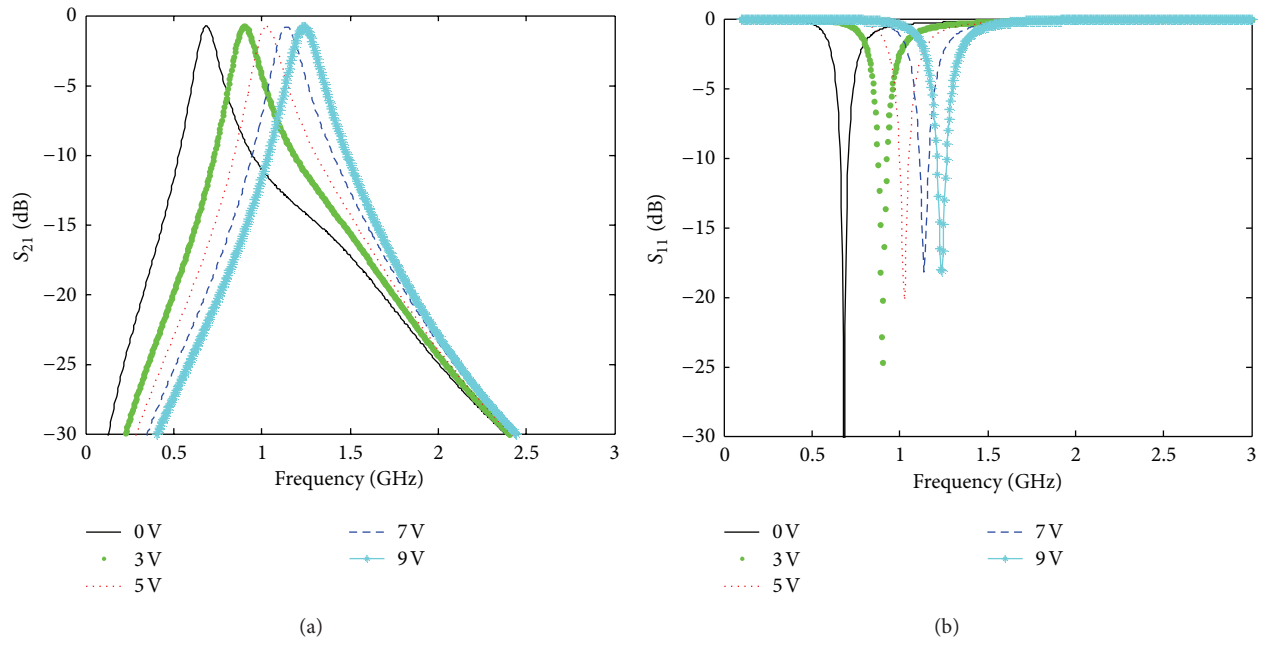 0
−5
−10
−15
−20
−25
−30
S21 (dB)
0 0.5 1 1.5 2 2.5 3
Frequency (GHz)
0 V
3 V
5 V
7 V
9 V
(a)
0
−5
−10
−15
−20
−25
−30
S11 (dB)
0 0.5 1 1.5 2 2.5 3
Frequency (GHz)
0 V
3 V
5 V
7 V
9 V
(b)